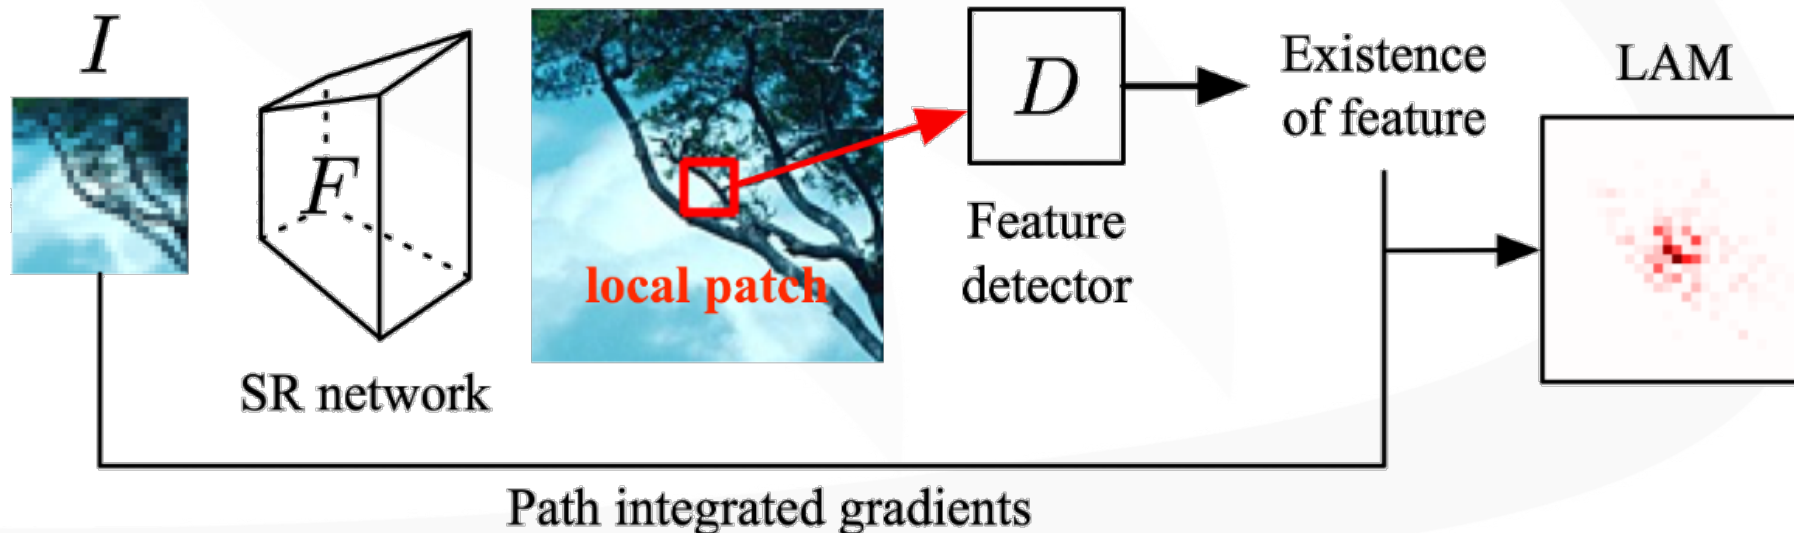 I
F
SR network
local patch
D
Feature
detector
Existence
of feature
LAM
Path integrated gradients